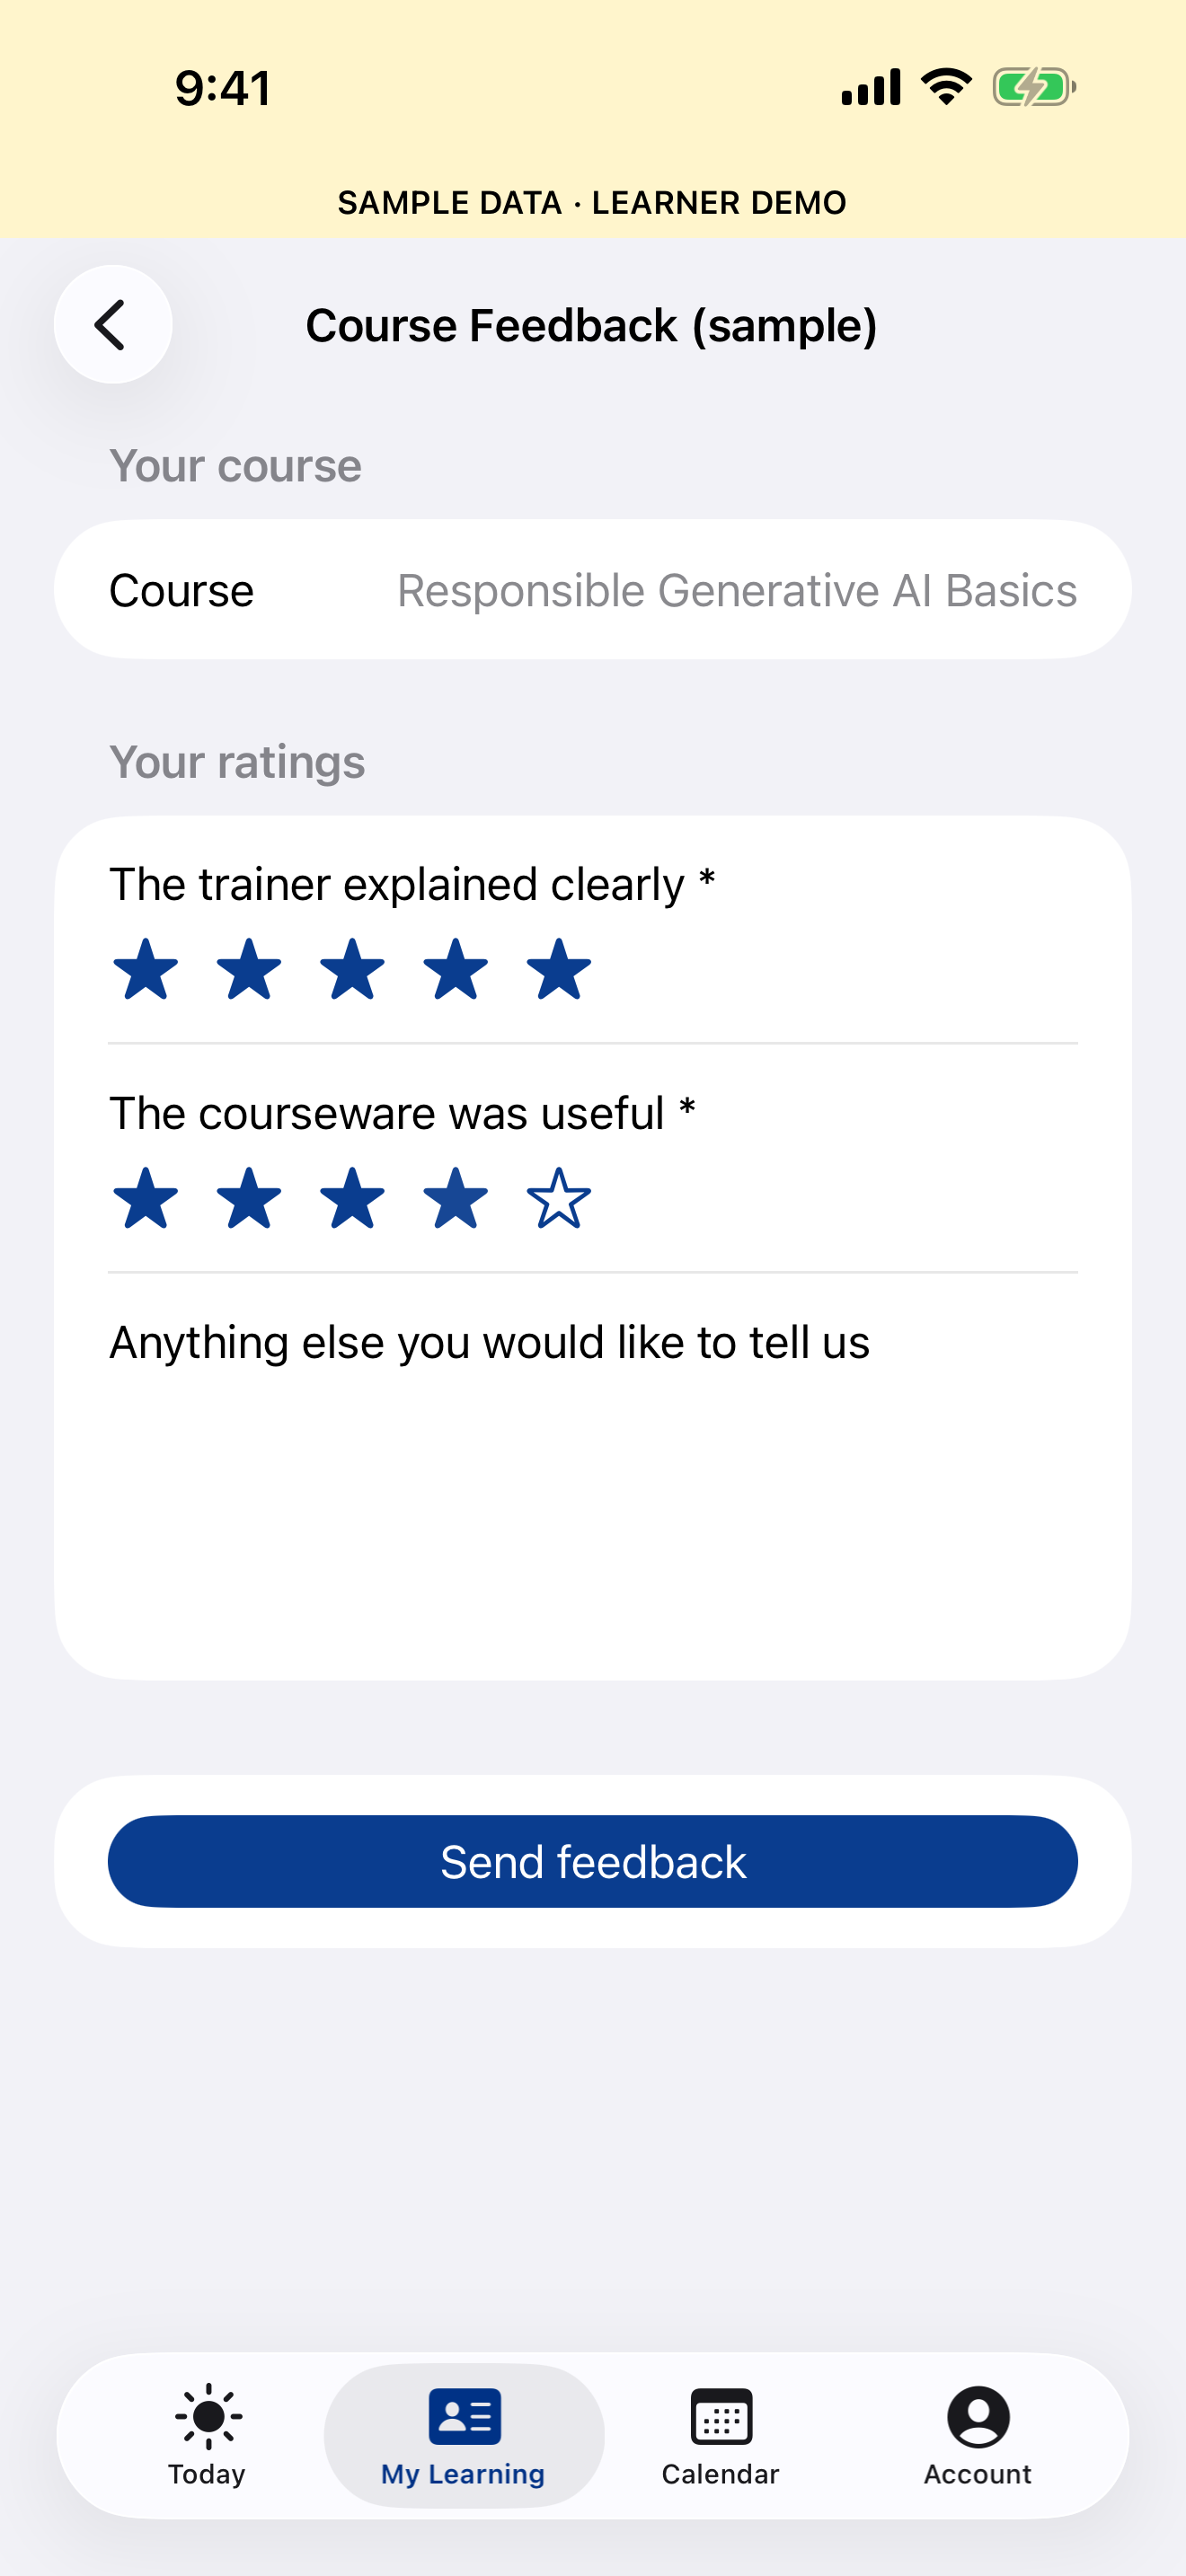 9:41
SAMPLE DATA · LEARNER DEMO
Course Feedback (sample)
Your course
Course Responsible Generative AI Basics
Your ratings
The trainer explained clearly *
The courseware was useful *
Anything else you would like to tell us
Send feedback
Today My Learning Calendar Account